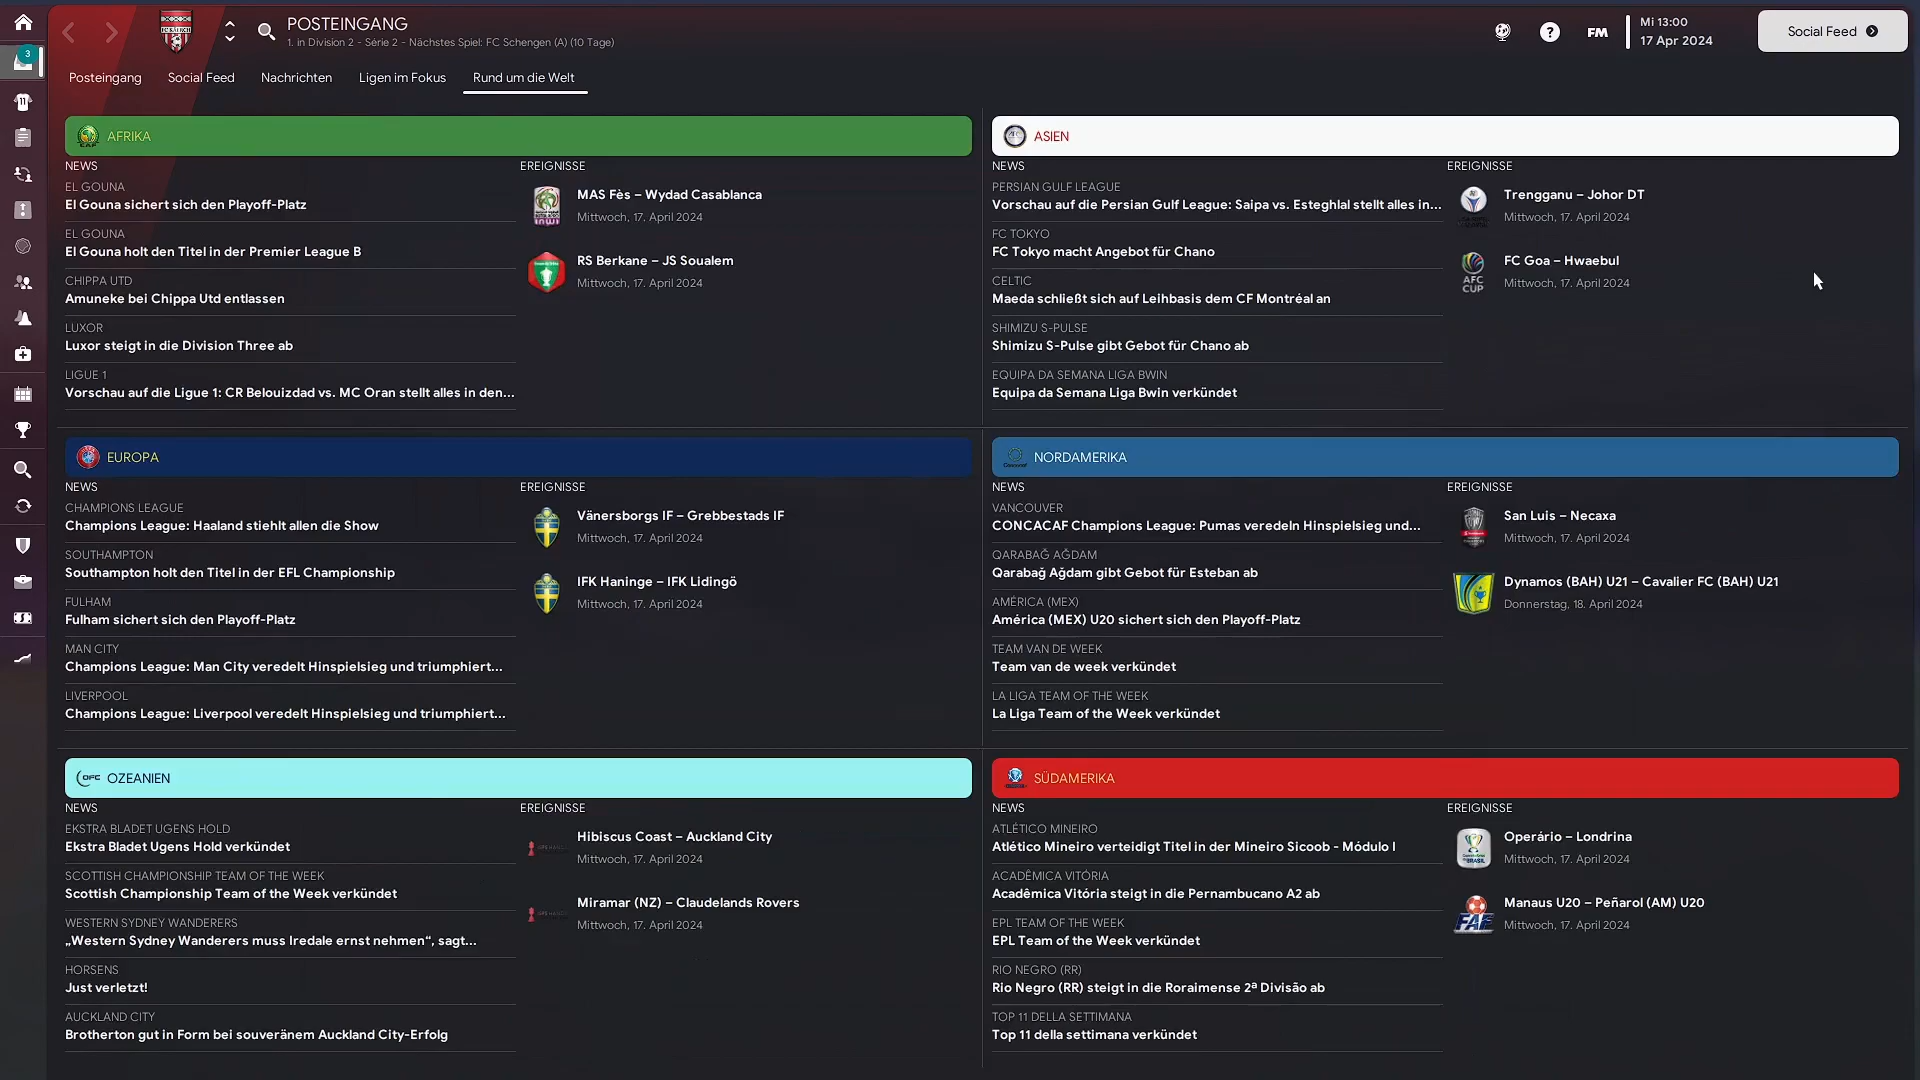 POSTEINGANG
1. in Division 2 - Série 2 - Nächstes Spiel: FC Schengen (A) (10 Tage)
3
FM
Mi 13:00
17 Apr 2024
Social Feed
Posteingang
Social Feed
Nachrichten
Ligen im Fokus
Rund um die Welt
AFRIKA
NEWS
EL GOUNA
El Gouna sichert sich den Playoff-Platz
EL GOUNA
El Gouna holt den Titel in der Premier League B
CHIPPA UTD
Amuneke bei Chippa Utd entlassen
LUXOR
Luxor steigt in die Division Three ab
LIGUE 1
Vorschau auf die Ligue 1: CR Belouizdad vs. MC Oran stellt alles in den...
EREIGNISSE
MAS Fès – Wydad Casablanca
Mittwoch, 17. April 2024
RS Berkane – JS Soualem
Mittwoch, 17. April 2024
ASIEN
NEWS
PERSIAN GULF LEAGUE
Vorschau auf die Persian Gulf League: Saipa vs. Esteghlal stellt alles in...
FC TOKYO
FC Tokyo macht Angebot für Chano
CELTIC
Maeda schließt sich auf Leihbasis dem CF Montréal an
SHIMIZU S-PULSE
Shimizu S-Pulse gibt Gebot für Chano ab
EQUIPA DA SEMANA LIGA BWIN
Equipa da Semana Liga Bwin verkündet
EREIGNISSE
Trengganu – Johor DT
Mittwoch, 17. April 2024
AFC
CUP
FC Goa – Hwaebul
Mittwoch, 17. April 2024
EUROPA
NEWS
CHAMPIONS LEAGUE
Champions League: Haaland stiehlt allen die Show
SOUTHAMPTON
Southampton holt den Titel in der EFL Championship
FULHAM
Fulham sichert sich den Playoff-Platz
MAN CITY
Champions League: Man City veredelt Hinspielsieg und triumphiert...
LIVERPOOL
Champions League: Liverpool veredelt Hinspielsieg und triumphiert...
EREIGNISSE
Vänersborgs IF – Grebbestads IF
Mittwoch, 17. April 2024
IFK Haninge – IFK Lidingö
Mittwoch, 17. April 2024
NORDAMERIKA
NEWS
VANCOUVER
CONCACAF Champions League: Pumas veredeln Hinspielsieg und...
QARABAĞ AĞDAM
Qarabağ Ağdam gibt Gebot für Esteban ab
AMÉRICA (MEX)
América (MEX) U20 sichert sich den Playoff-Platz
TEAM VAN DE WEEK
Team van de week verkündet
LA LIGA TEAM OF THE WEEK
La Liga Team of the Week verkündet
EREIGNISSE
San Luis – Necaxa
Mittwoch, 17. April 2024
Dynamos (BAH) U21 – Cavalier FC (BAH) U21
Donnerstag, 18. April 2024
OFC
OZEANIEN
NEWS
EKSTRA BLADET UGENS HOLD
Ekstra Bladet Ugens Hold verkündet
SCOTTISH CHAMPIONSHIP TEAM OF THE WEEK
Scottish Championship Team of the Week verkündet
WESTERN SYDNEY WANDERERS
„Western Sydney Wanderers muss Iredale ernst nehmen“, sagt...
HORSENS
Just verletzt!
AUCKLAND CITY
Brotherton gut in Form bei souveränem Auckland City-Erfolg
EREIGNISSE
Hibiscus Coast – Auckland City
Mittwoch, 17. April 2024
Miramar (NZ) – Claudelands Rovers
Mittwoch, 17. April 2024
SÜDAMERIKA
NEWS
ATLÉTICO MINEIRO
Atlético Mineiro verteidigt Titel in der Mineiro Sicoob - Módulo I
ACADÊMICA VITÓRIA
Acadêmica Vitória steigt in die Pernambucano A2 ab
EPL TEAM OF THE WEEK
EPL Team of the Week verkündet
RIO NEGRO (RR)
Rio Negro (RR) steigt in die Roraimense 2ª Divisão ab
TOP 11 DELLA SETTIMANA
Top 11 della settimana verkündet
EREIGNISSE
Operário – Londrina
Mittwoch, 17. April 2024
FAF
Manaus U20 – Peñarol (AM) U20
Mittwoch, 17. April 2024